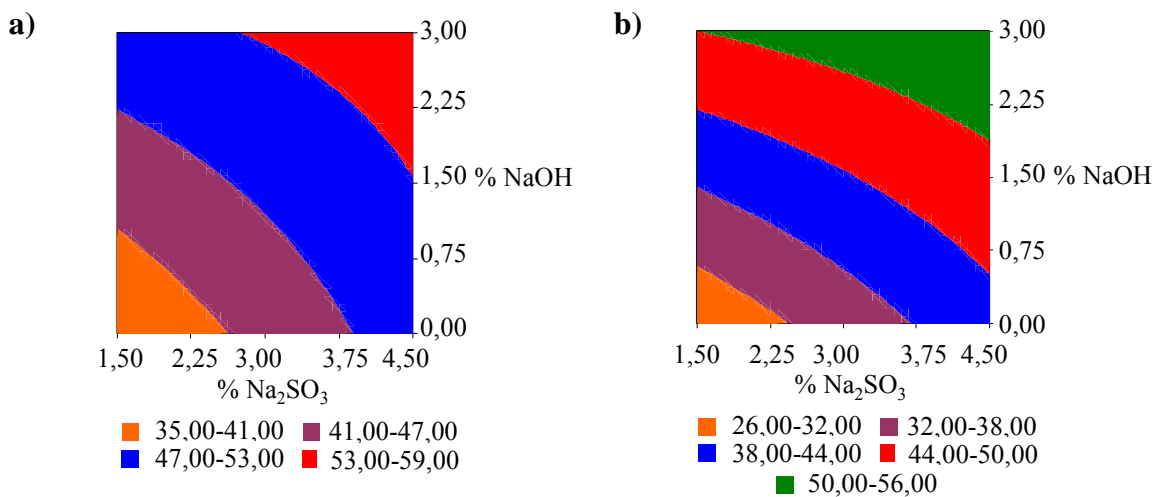 a)
3,00
2,25
1,50
% NaOH
0,75
0,00
1,50 2,25 3,00 3,75 4,50
% Na₂SO₃
35,00-41,00 41,00-47,00
47,00-53,00 53,00-59,00
b)
3,00
2,25
1,50
% NaOH
0,75
0,00
1,50 2,25 3,00 3,75 4,50
% Na₂SO₃
26,00-32,00 32,00-38,00
38,00-44,00 44,00-50,00
50,00-56,00